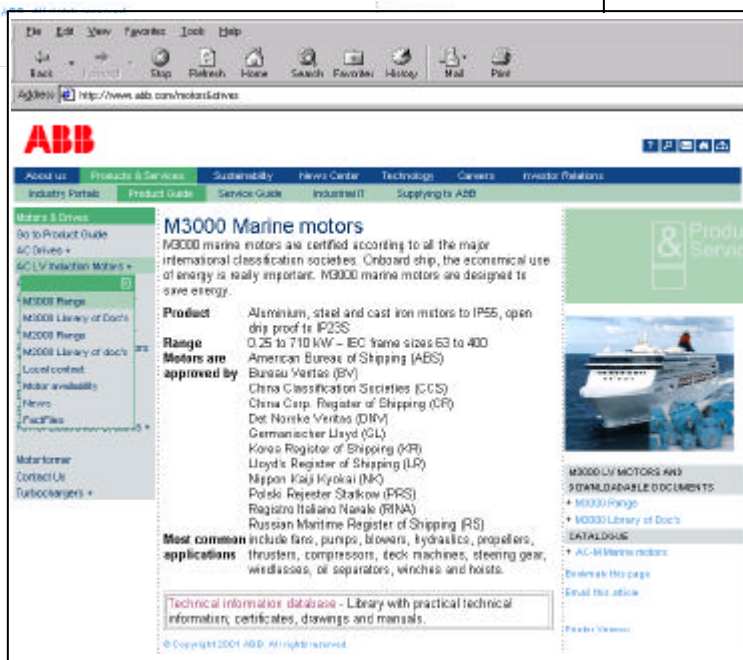 File Edit View Favorites Tools Help
Back Forward Stop Refresh Home Search Favorites History Mail Print
Address http://www.abb.com/motors&drives
ABB
About us Products & Services Sustainability News Center Technology Careers Investor Relations
Industry Portals Product Guide Service Guide Industrial IT Supplying to ABB
Motors & Drives
Go to Product Guide
AC Drives +
AC LV Induction Motors +
M3000 Range
M3000 Library of Doc's
M2000 Range
M2000 Library of doc's
Local contact
Motor availability
News
FactFiles
Motorformer
Contact Us
Turbochargers +
M3000 Marine motors
M3000 marine motors are certified according to all the major
international classification societies. Onboard ship, the economical use
of energy is really important. M3000 marine motors are designed to
save energy.
Product Aluminium, steel and cast iron motors to IP55, open
drip proof to IP23S
Range 0.25 to 710 kW – IEC frame sizes 63 to 400
Motors are American Bureau of Shipping (ABS)
approved by Bureau Veritas (BV)
China Classification Societies (CCS)
China Corp. Register of Shipping (CR)
Det Norske Veritas (DNV)
Germanischer Lloyd (GL)
Korea Register of Shipping (KR)
Lloyd's Register of Shipping (LR)
Nippon Kaiji Kyokai (NK)
Polski Rejester Statkow (PRS)
Registro Italiano Navale (RINA)
Russian Maritime Register of Shipping (RS)
Most common include fans, pumps, blowers, hydraulics, propellers,
applications thrusters, compressors, deck machines, steering gear,
windlasses, oil separators, winches and hoists.
Technical information database - Library with practical technical
information, certificates, drawings and manuals.
© Copyright 2001 ABB. All rights reserved.
& Produ
Servic
M3000 LV MOTORS AND
DOWNLOADABLE DOCUMENTS
+ M3000 Range
+ M3000 Library of Doc's
CATALOGUE
+ AC-M Marine motors
Bookmark this page
Email this article
Printer Version